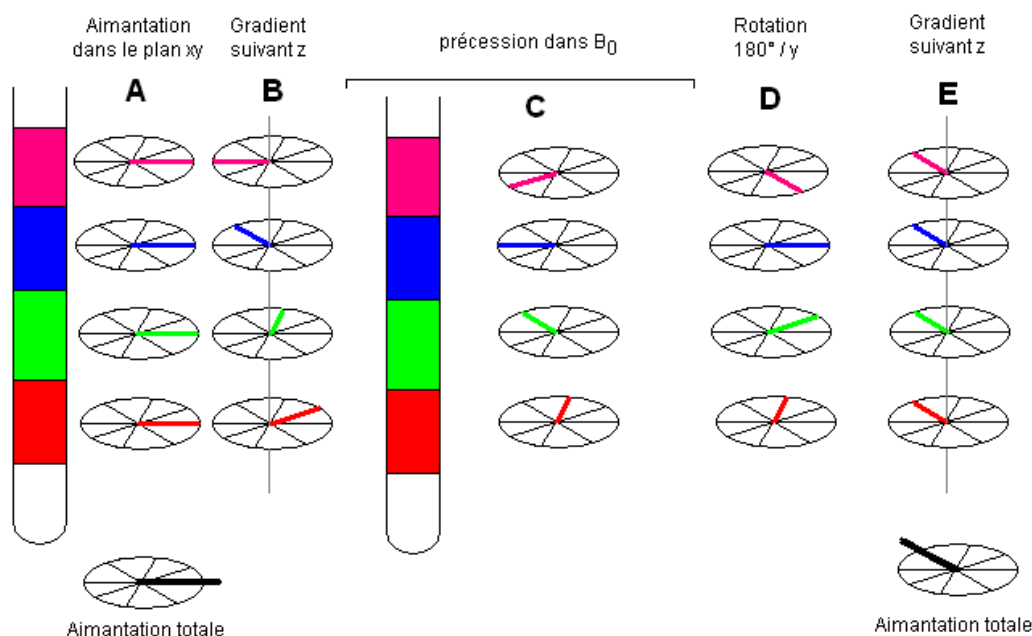 Aimantation
dans le plan xy
Gradient
suivant z
précession dans B0
Rotation
180° / y
Gradient
suivant z
A
B
C
D
E
Aimantation totale
Aimantation totale